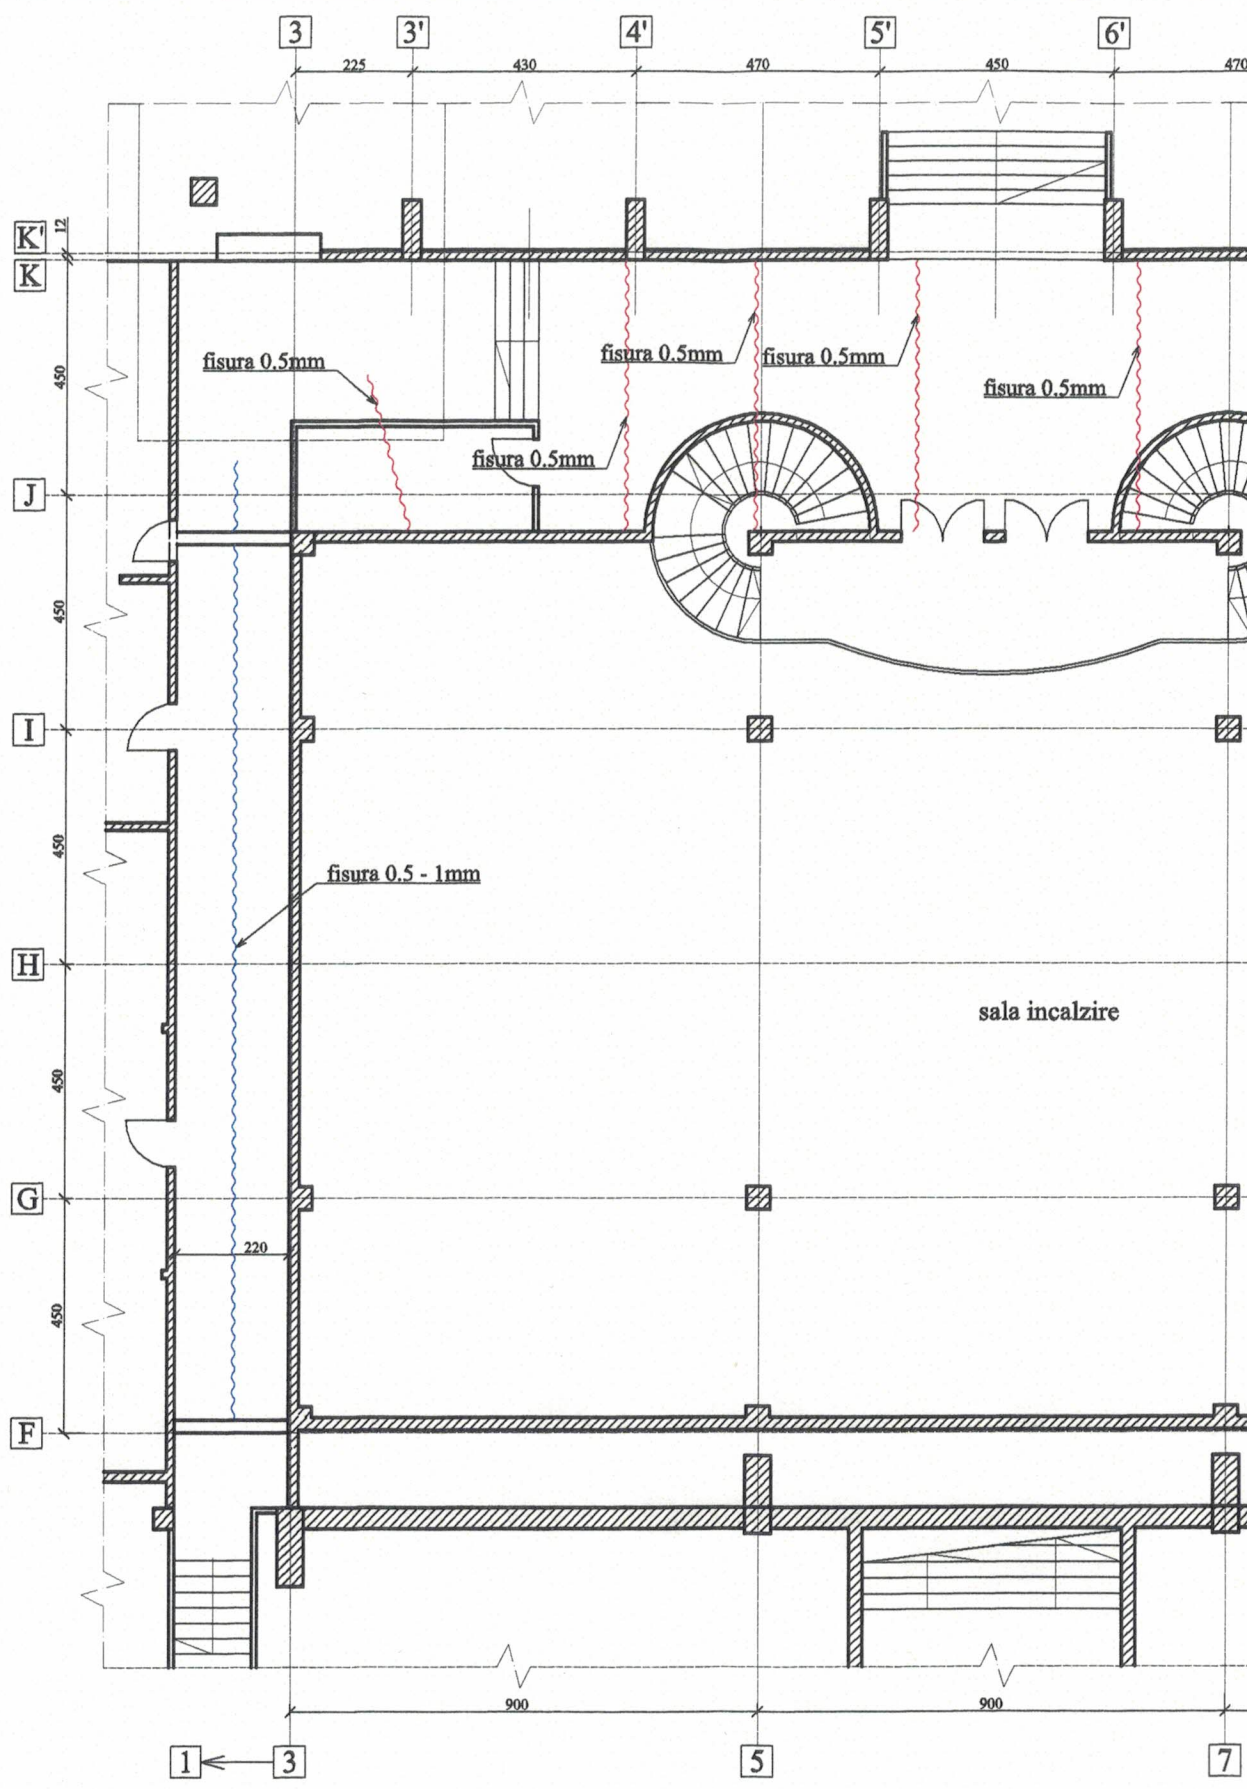 3 3' 4' 5' 6'
225 430 470 450 470
K' 12
K
fisura 0.5mm fisura 0.5mm fisura 0.5mm
450
fisura 0.5mm
fisura 0.5mm
J
450
I
450
fisura 0.5 - 1mm
H
sala incalzire
450
G
220
450
F
900 900
1 3 5 7